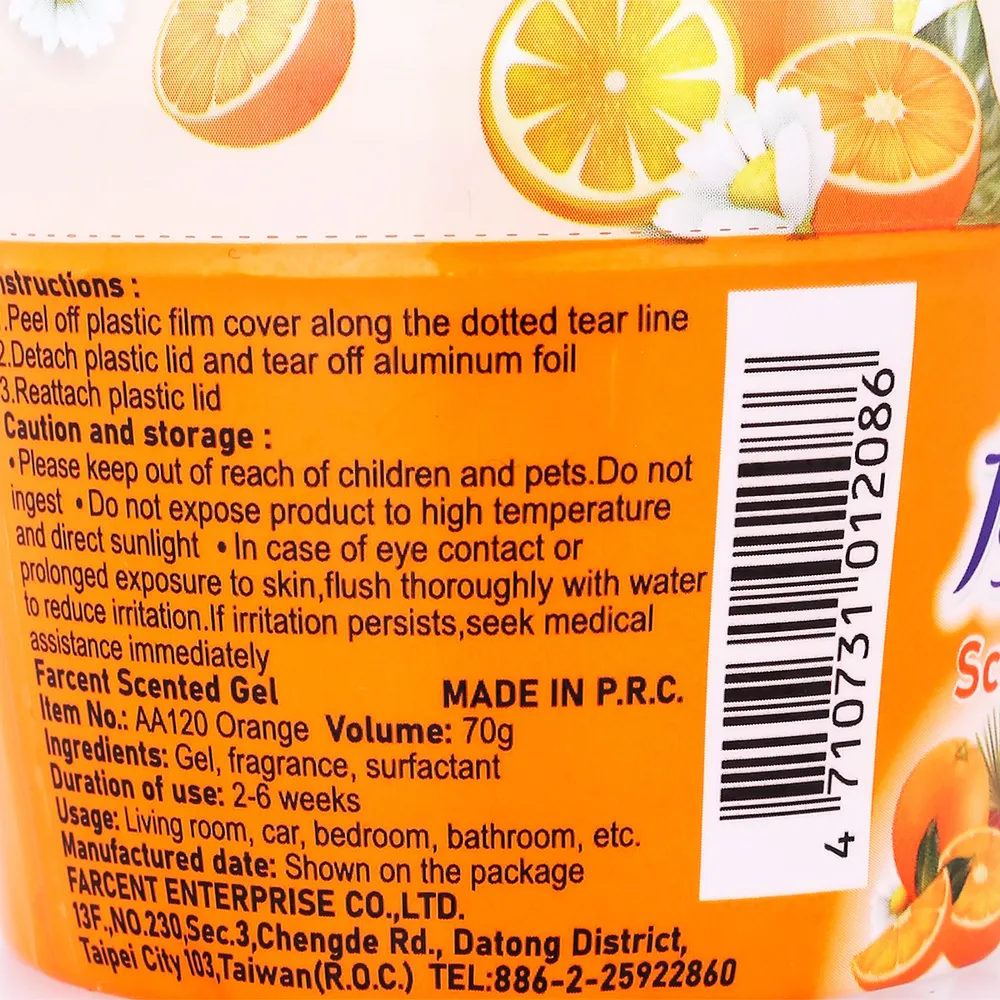 nstructions :
.Peel off plastic film cover along the dotted tear line
2.Detach plastic lid and tear off aluminum foil
3.Reattach plastic lid
Caution and storage :
•Please keep out of reach of children and pets.Do not
ingest •Do not expose product to high temperature
and direct sunlight •In case of eye contact or
prolonged exposure to skin,flush thoroughly with water
to reduce irritation.If irritation persists,seek medical
assistance immediately
Farcent Scented Gel MADE IN P.R.C.
Item No.: AA120 Orange Volume: 70g
Ingredients: Gel, fragrance, surfactant
Duration of use: 2-6 weeks
Usage: Living room, car, bedroom, bathroom, etc.
Manufactured date: Shown on the package
FARCENT ENTERPRISE CO.,LTD.
13F.,NO.230,Sec.3,Chengde Rd., Datong District,
Taipei City 103,Taiwan(R.O.C.) TEL:886-2-25922860
4 710731 012086
Sc